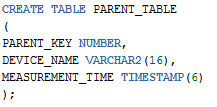 CREATE TABLE PARENT_TABLE
(
PARENT_KEY NUMBER,
DEVICE_NAME VARCHAR2(16),
MEASUREMENT_TIME TIMESTAMP(6)
);